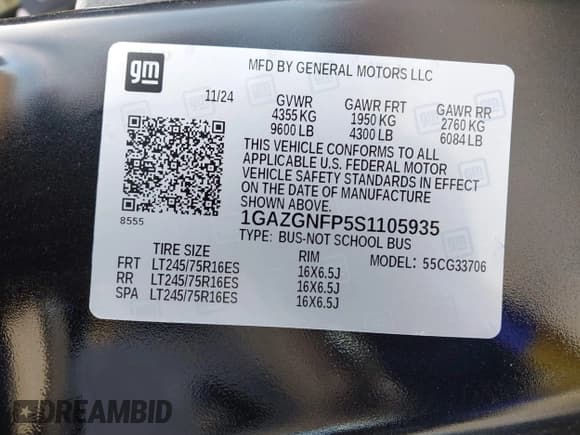 gm
MFD BY GENERAL MOTORS LLC
11/24 GVWR GAWR FRT GAWR RR
4355 KG 1950 KG 2760 KG
9600 LB 4300 LB 6084 LB
THIS VEHICLE CONFORMS TO ALL
APPLICABLE U.S. FEDERAL MOTOR
VEHICLE SAFETY STANDARDS IN EFFECT
ON THE DATE OF MANUFACTURE
SHOWN ABOVE.
8555 1GAZGNFP5S1105935
TYPE: BUS-NOT SCHOOL BUS
TIRE SIZE RIM MODEL: 55CG33706
FRT LT245/75R16ES 16X6.5J
RR LT245/75R16ES 16X6.5J
SPA LT245/75R16ES 16X6.5J
DREAMBID